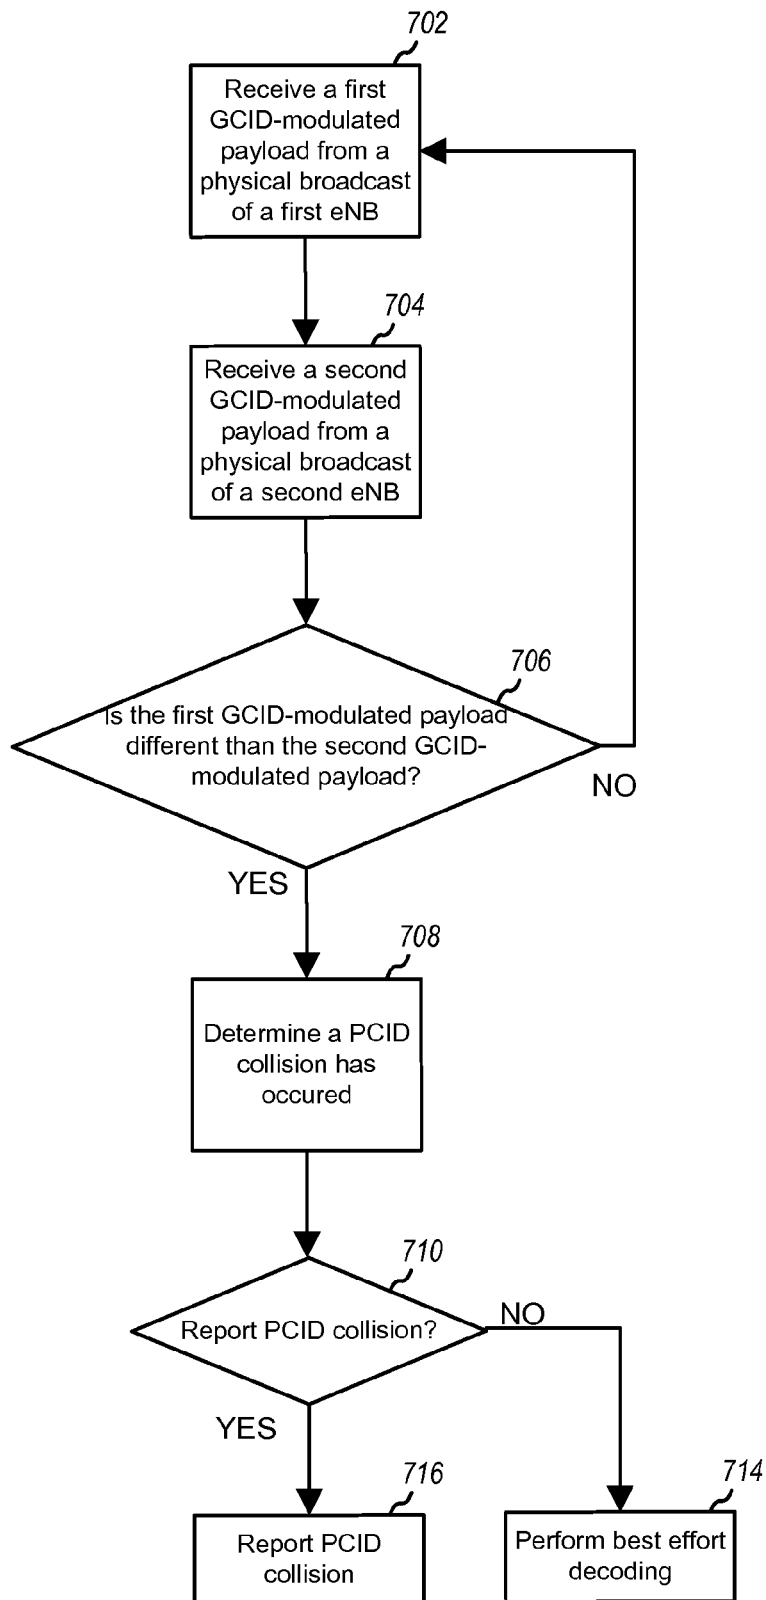 702
Receive a first
GCID-modulated
payload from a
physical broadcast
of a first eNB
704
Receive a second
GCID-modulated
payload from a
physical broadcast
of a second eNB
706
Is the first GCID-modulated payload
different than the second GCID-
modulated payload?
NO
YES
708
Determine a PCID
collision has
occured
710
Report PCID collision?
NO
YES
716
Report PCID
collision
714
Perform best effort
decoding